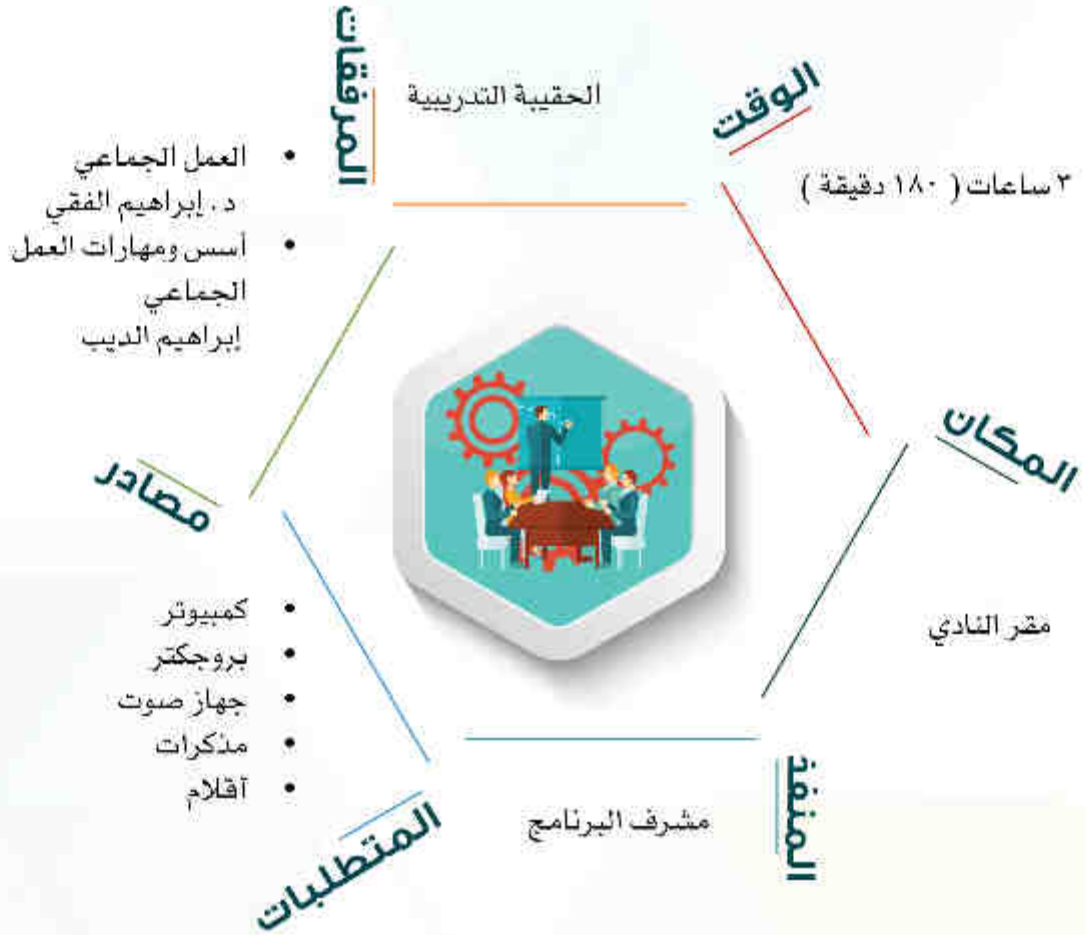 المرفقات
الحقيبة التدريبية
الوقت
٣ ساعات ( ١٨٠ دقيقة )
المكان
مقر النادي
المنفذ
مشرف البرنامج
المتطلبات
• كمبيوتر
• بروجكتر
• جهاز صوت
• مذكرات
• أقلام
مصادر
• العمل الجماعي
د. إبراهيم الفقي
• أسس ومهارات العمل
الجماعي
إبراهيم الديب